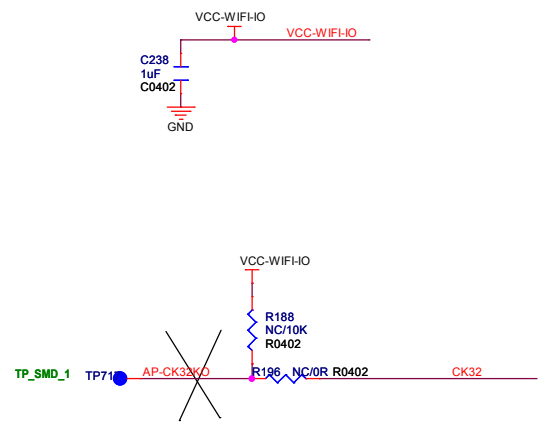 VCC-WIFI-IO
VCC-WIFI-IO
C238
1uF
C0402
GND
VCC-WIFI-IO
R188
NC/10K
R0402
TP_SMD_1 AP-CK32KO R196 NC/0R R0402 CK32